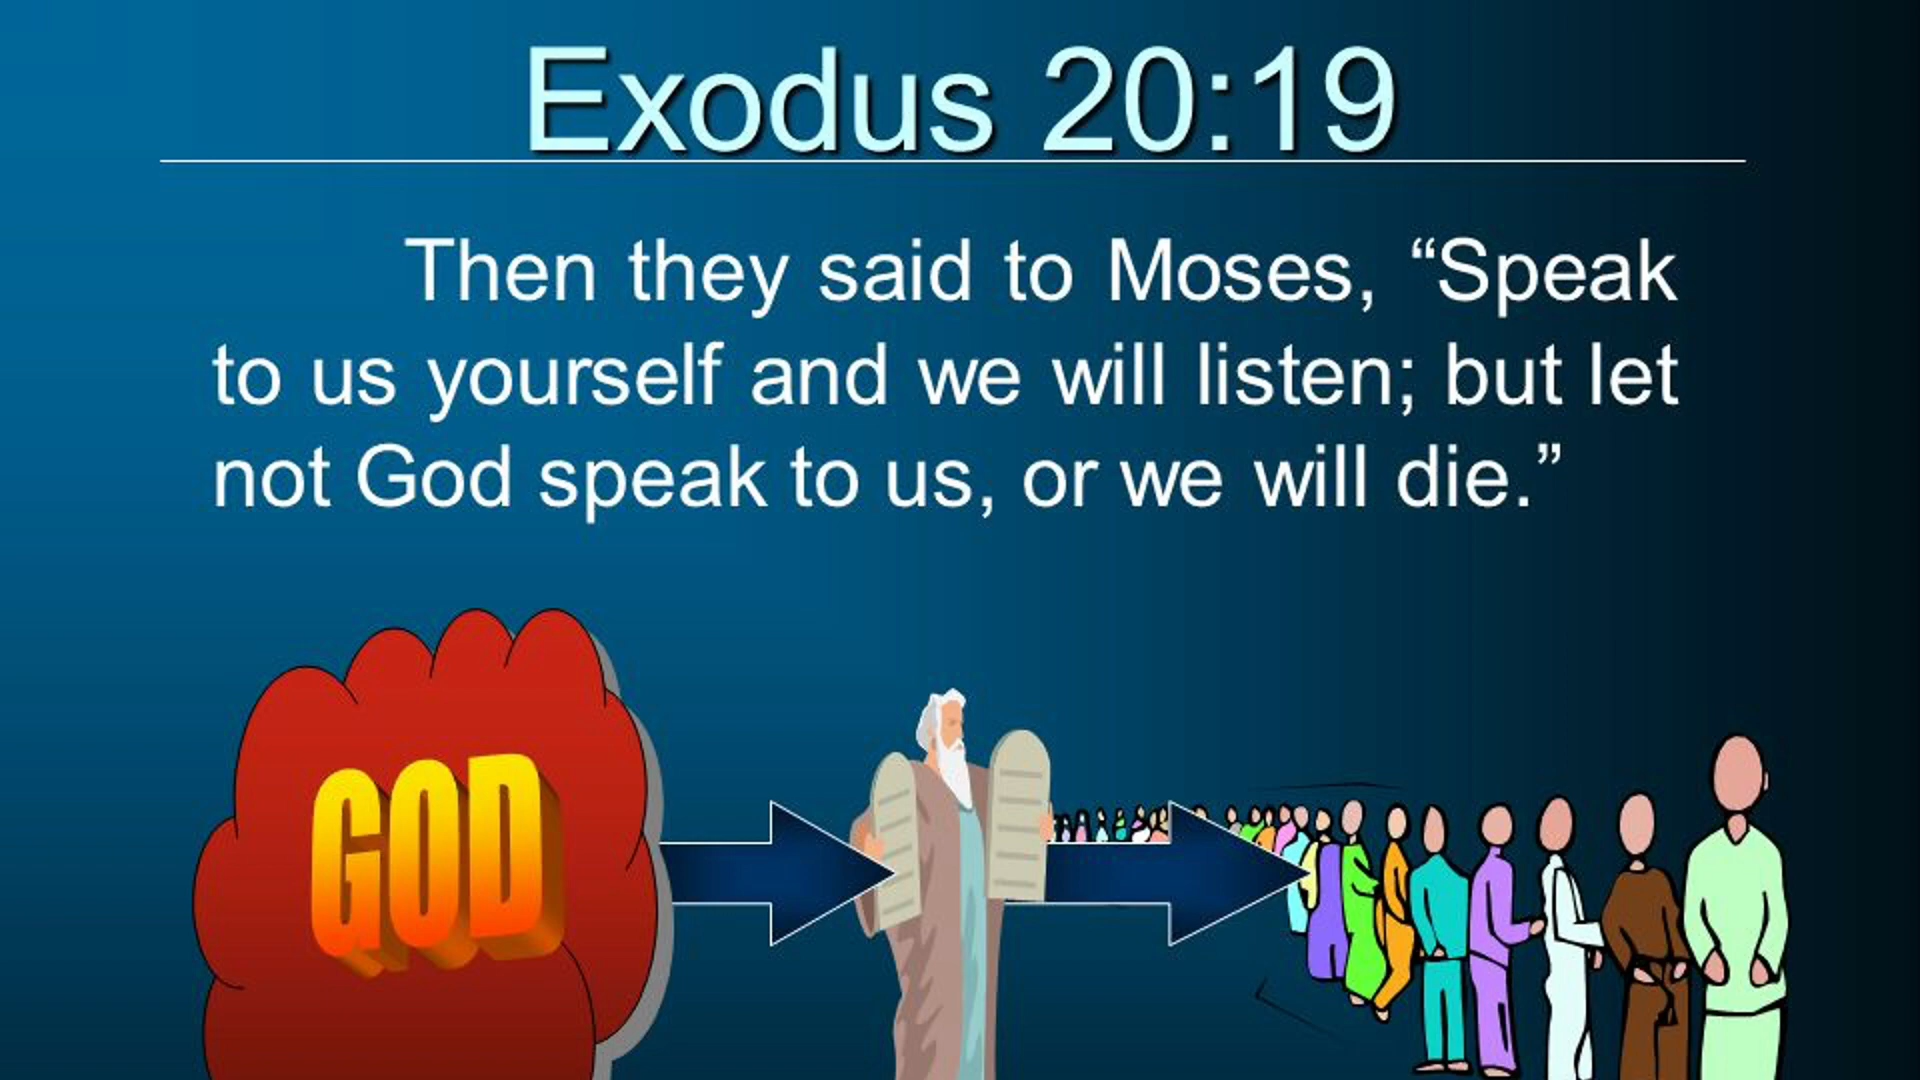 Exodus 20:19
Then they said to Moses, “Speak
to us yourself and we will listen; but let
not God speak to us, or we will die.”
GOD